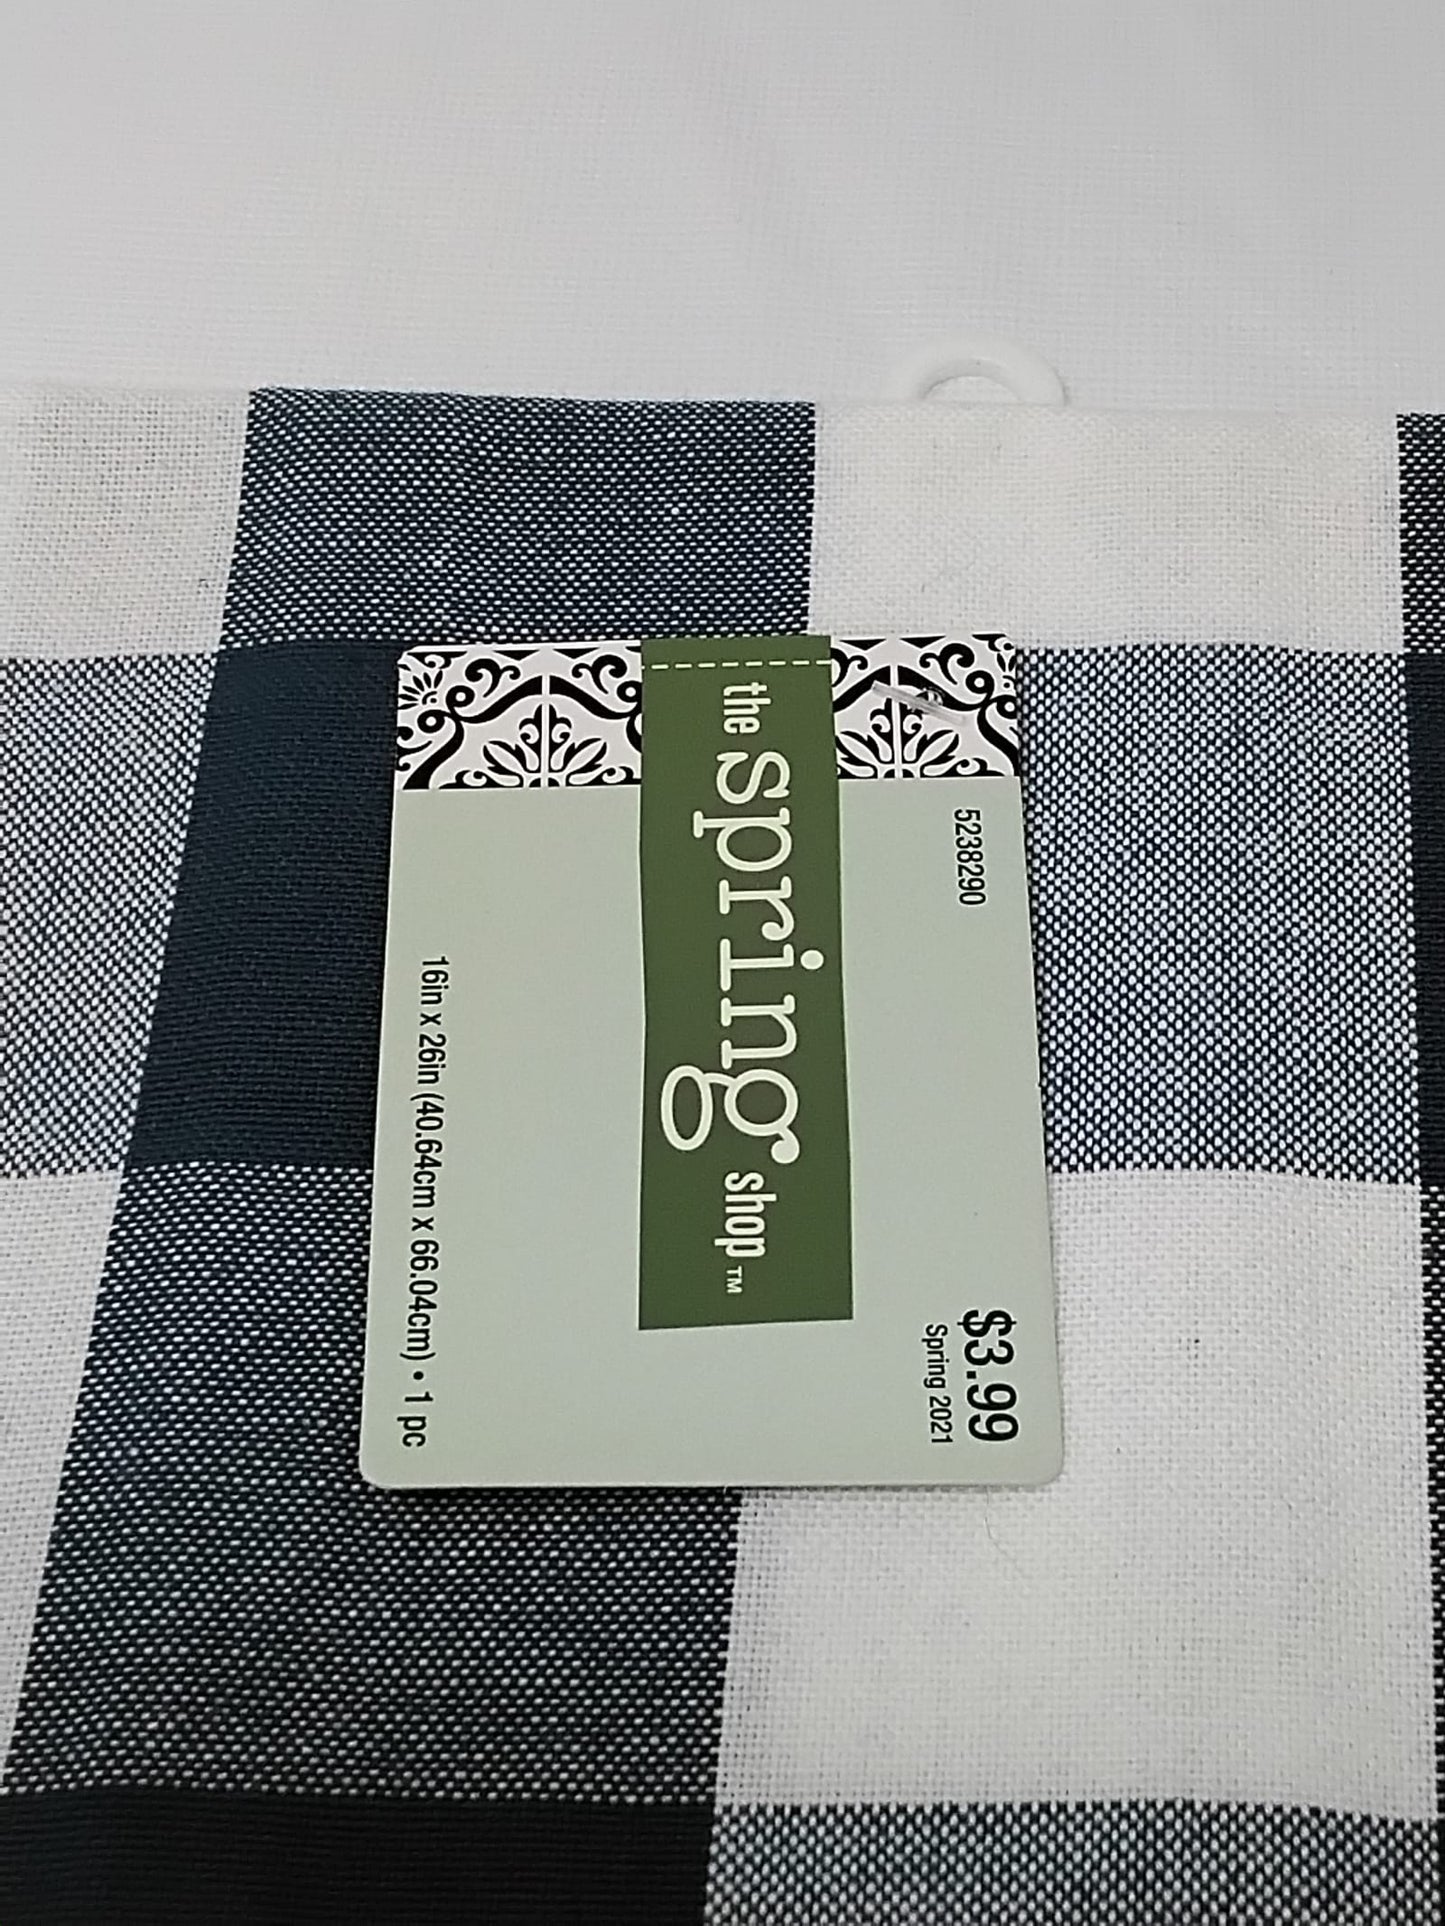 5238290
$3.99
Spring 2021
the spring shop™
16in x 26in (40.64cm x 66.04cm) • 1 pc